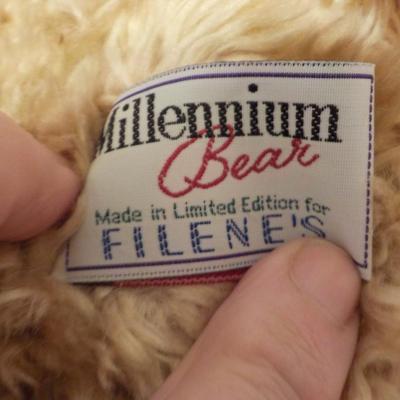 Millennium
Bear
Made in Limited Edition for
FILENE'S